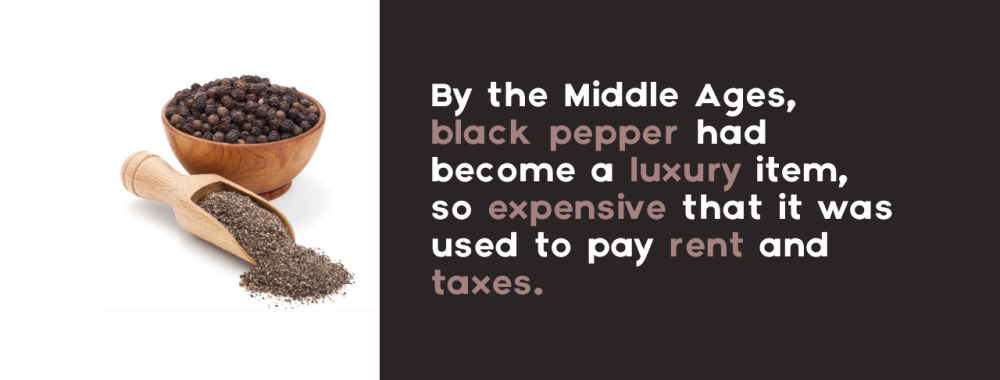 By the Middle Ages,
black pepper had
become a luxury item,
so expensive that it was
used to pay rent and
taxes.